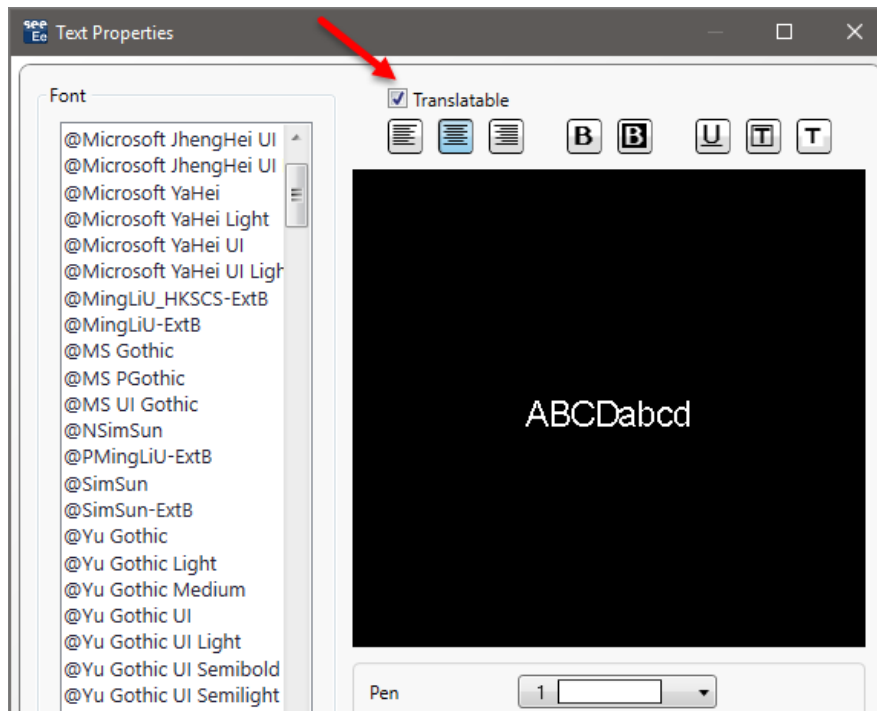 see
Ee
Text Properties
Font
@Microsoft JhengHei UI
@Microsoft JhengHei UI
@Microsoft YaHei
@Microsoft YaHei Light
@Microsoft YaHei UI
@Microsoft YaHei UI Ligh
@MingLiU_HKSCS-ExtB
@MingLiU-ExtB
@MS Gothic
@MS PGothic
@MS UI Gothic
@NSimSun
@PMingLiU-ExtB
@SimSun
@SimSun-ExtB
@Yu Gothic
@Yu Gothic Light
@Yu Gothic Medium
@Yu Gothic UI
@Yu Gothic UI Light
@Yu Gothic UI Semibold
@Yu Gothic UI Semilight
Translatable
B B U T T
ABCDabcd
Pen 1